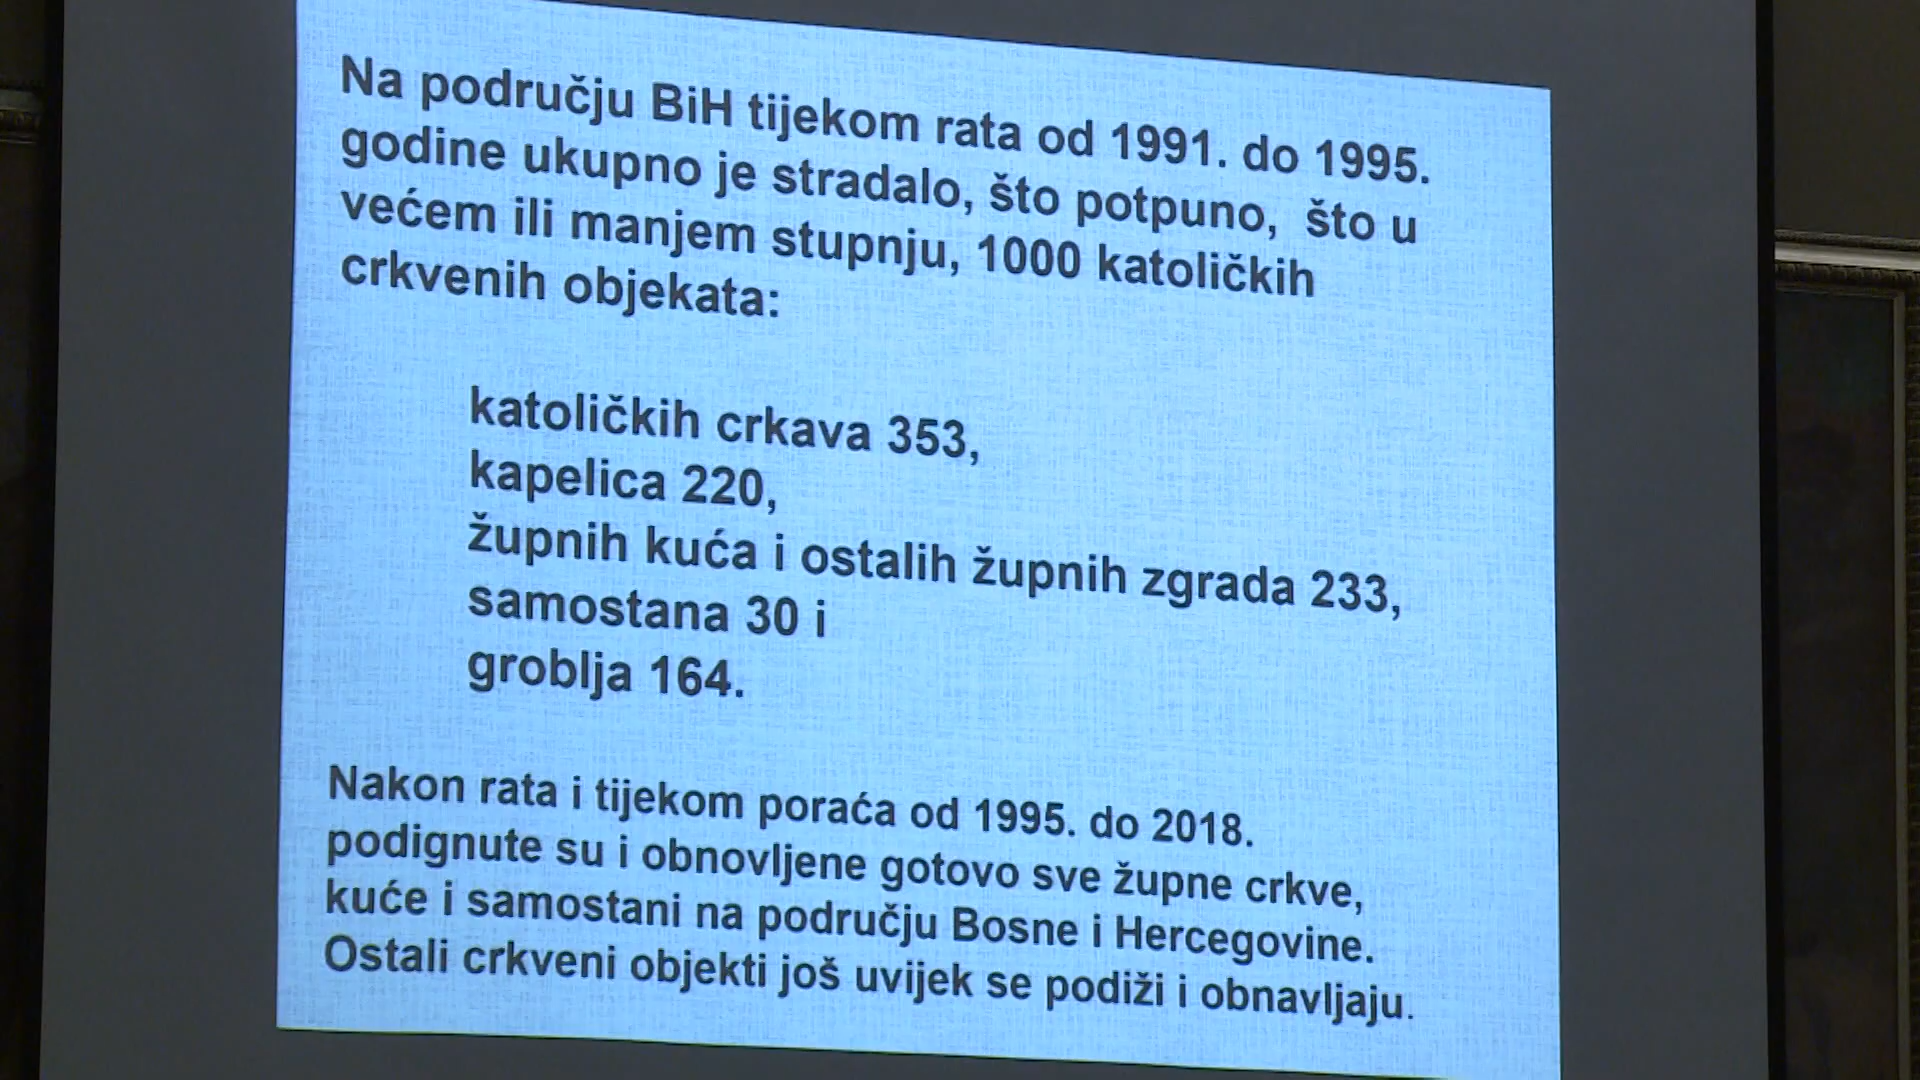 Na području BiH tijekom rata od 1991. do 1995.
godine ukupno je stradalo, što potpuno, što u
većem ili manjem stupnju, 1000 katoličkih
crkvenih objekata:
katoličkih crkava 353,
kapelica 220,
župnih kuća i ostalih župnih zgrada 233,
samostana 30 i
groblja 164.
Nakon rata i tijekom poraća od 1995. do 2018.
podignute su i obnovljene gotovo sve župne crkve,
kuće i samostani na području Bosne i Hercegovine.
Ostali crkveni objekti još uvijek se podiži i obnavljaju.